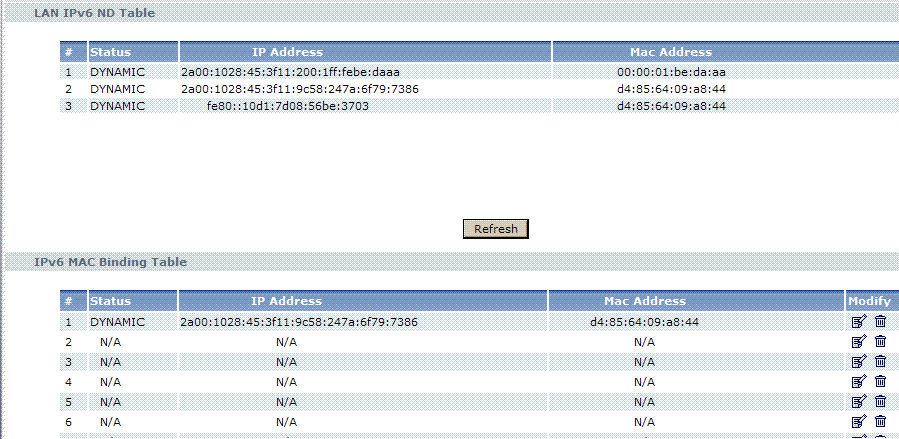 LAN IPv6 ND Table
# Status IP Address Mac Address
1 DYNAMIC 2a00:1028:45:3f11:200:1ff:febe:daaa 00:00:01:be:da:aa
2 DYNAMIC 2a00:1028:45:3f11:9c58:247a:6f79:7386 d4:85:64:09:a8:44
3 DYNAMIC fe80::10d1:7d08:56be:3703 d4:85:64:09:a8:44
Refresh
IPv6 MAC Binding Table
# Status IP Address Mac Address Modify
1 DYNAMIC 2a00:1028:45:3f11:9c58:247a:6f79:7386 d4:85:64:09:a8:44
2 N/A N/A N/A
3 N/A N/A N/A
4 N/A N/A N/A
5 N/A N/A N/A
6 N/A N/A N/A